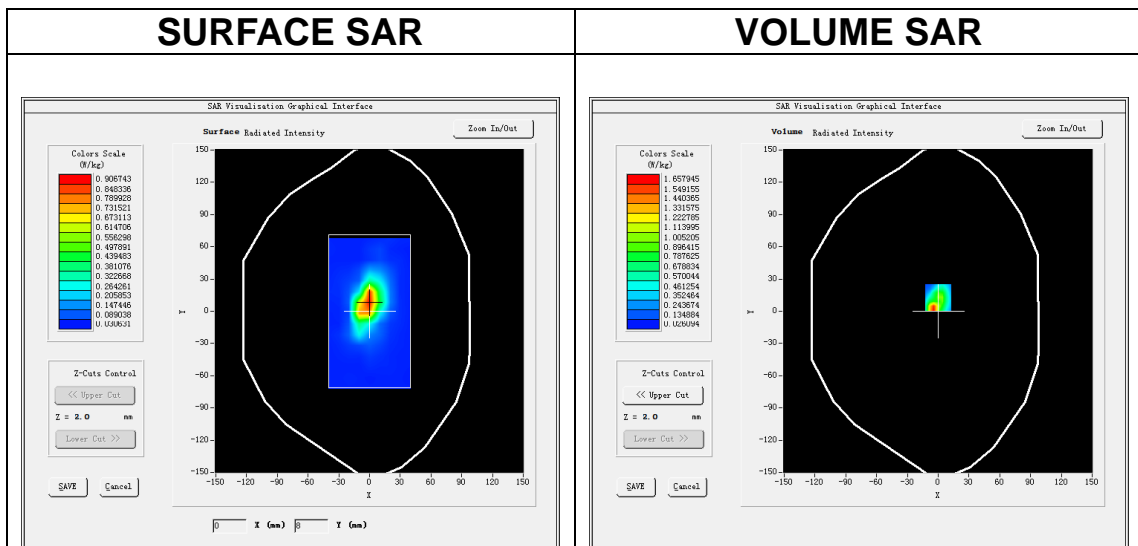 SURFACE SAR
VOLUME SAR
SAR Visualisation Graphical Interface
Surface Radiated Intensity
Zoom In/Out
Colors Scale
(W/kg)
0.906743
0.848336
0.789928
0.731521
0.673113
0.614706
0.556298
0.497891
0.439483
0.381076
0.322668
0.264261
0.205853
0.147446
0.089038
0.030631
150
120
90
60
30
0
-30
-60
-90
-120
-150
Y
-150 -120 -90 -60 -30 0 30 60 90 120 150
X
Z-Cuts Control
<< Upper Cut
Z = 2.0 mm
Lower Cut >>
SAVE Cancel
0 X (mm) 8 Y (mm)
SAR Visualisation Graphical Interface
Volume Radiated Intensity
Zoom In/Out
Colors Scale
(W/kg)
1.657945
1.549155
1.440365
1.331575
1.222785
1.113995
1.005205
0.896415
0.787625
0.678834
0.570044
0.461254
0.352464
0.243674
0.134884
0.026094
150
120
90
60
30
0
-30
-60
-90
-120
-150
Y
-150 -120 -90 -60 -30 0 30 60 90 120 150
X
Z-Cuts Control
<< Upper Cut
Z = 2.0 mm
Lower Cut >>
SAVE Cancel